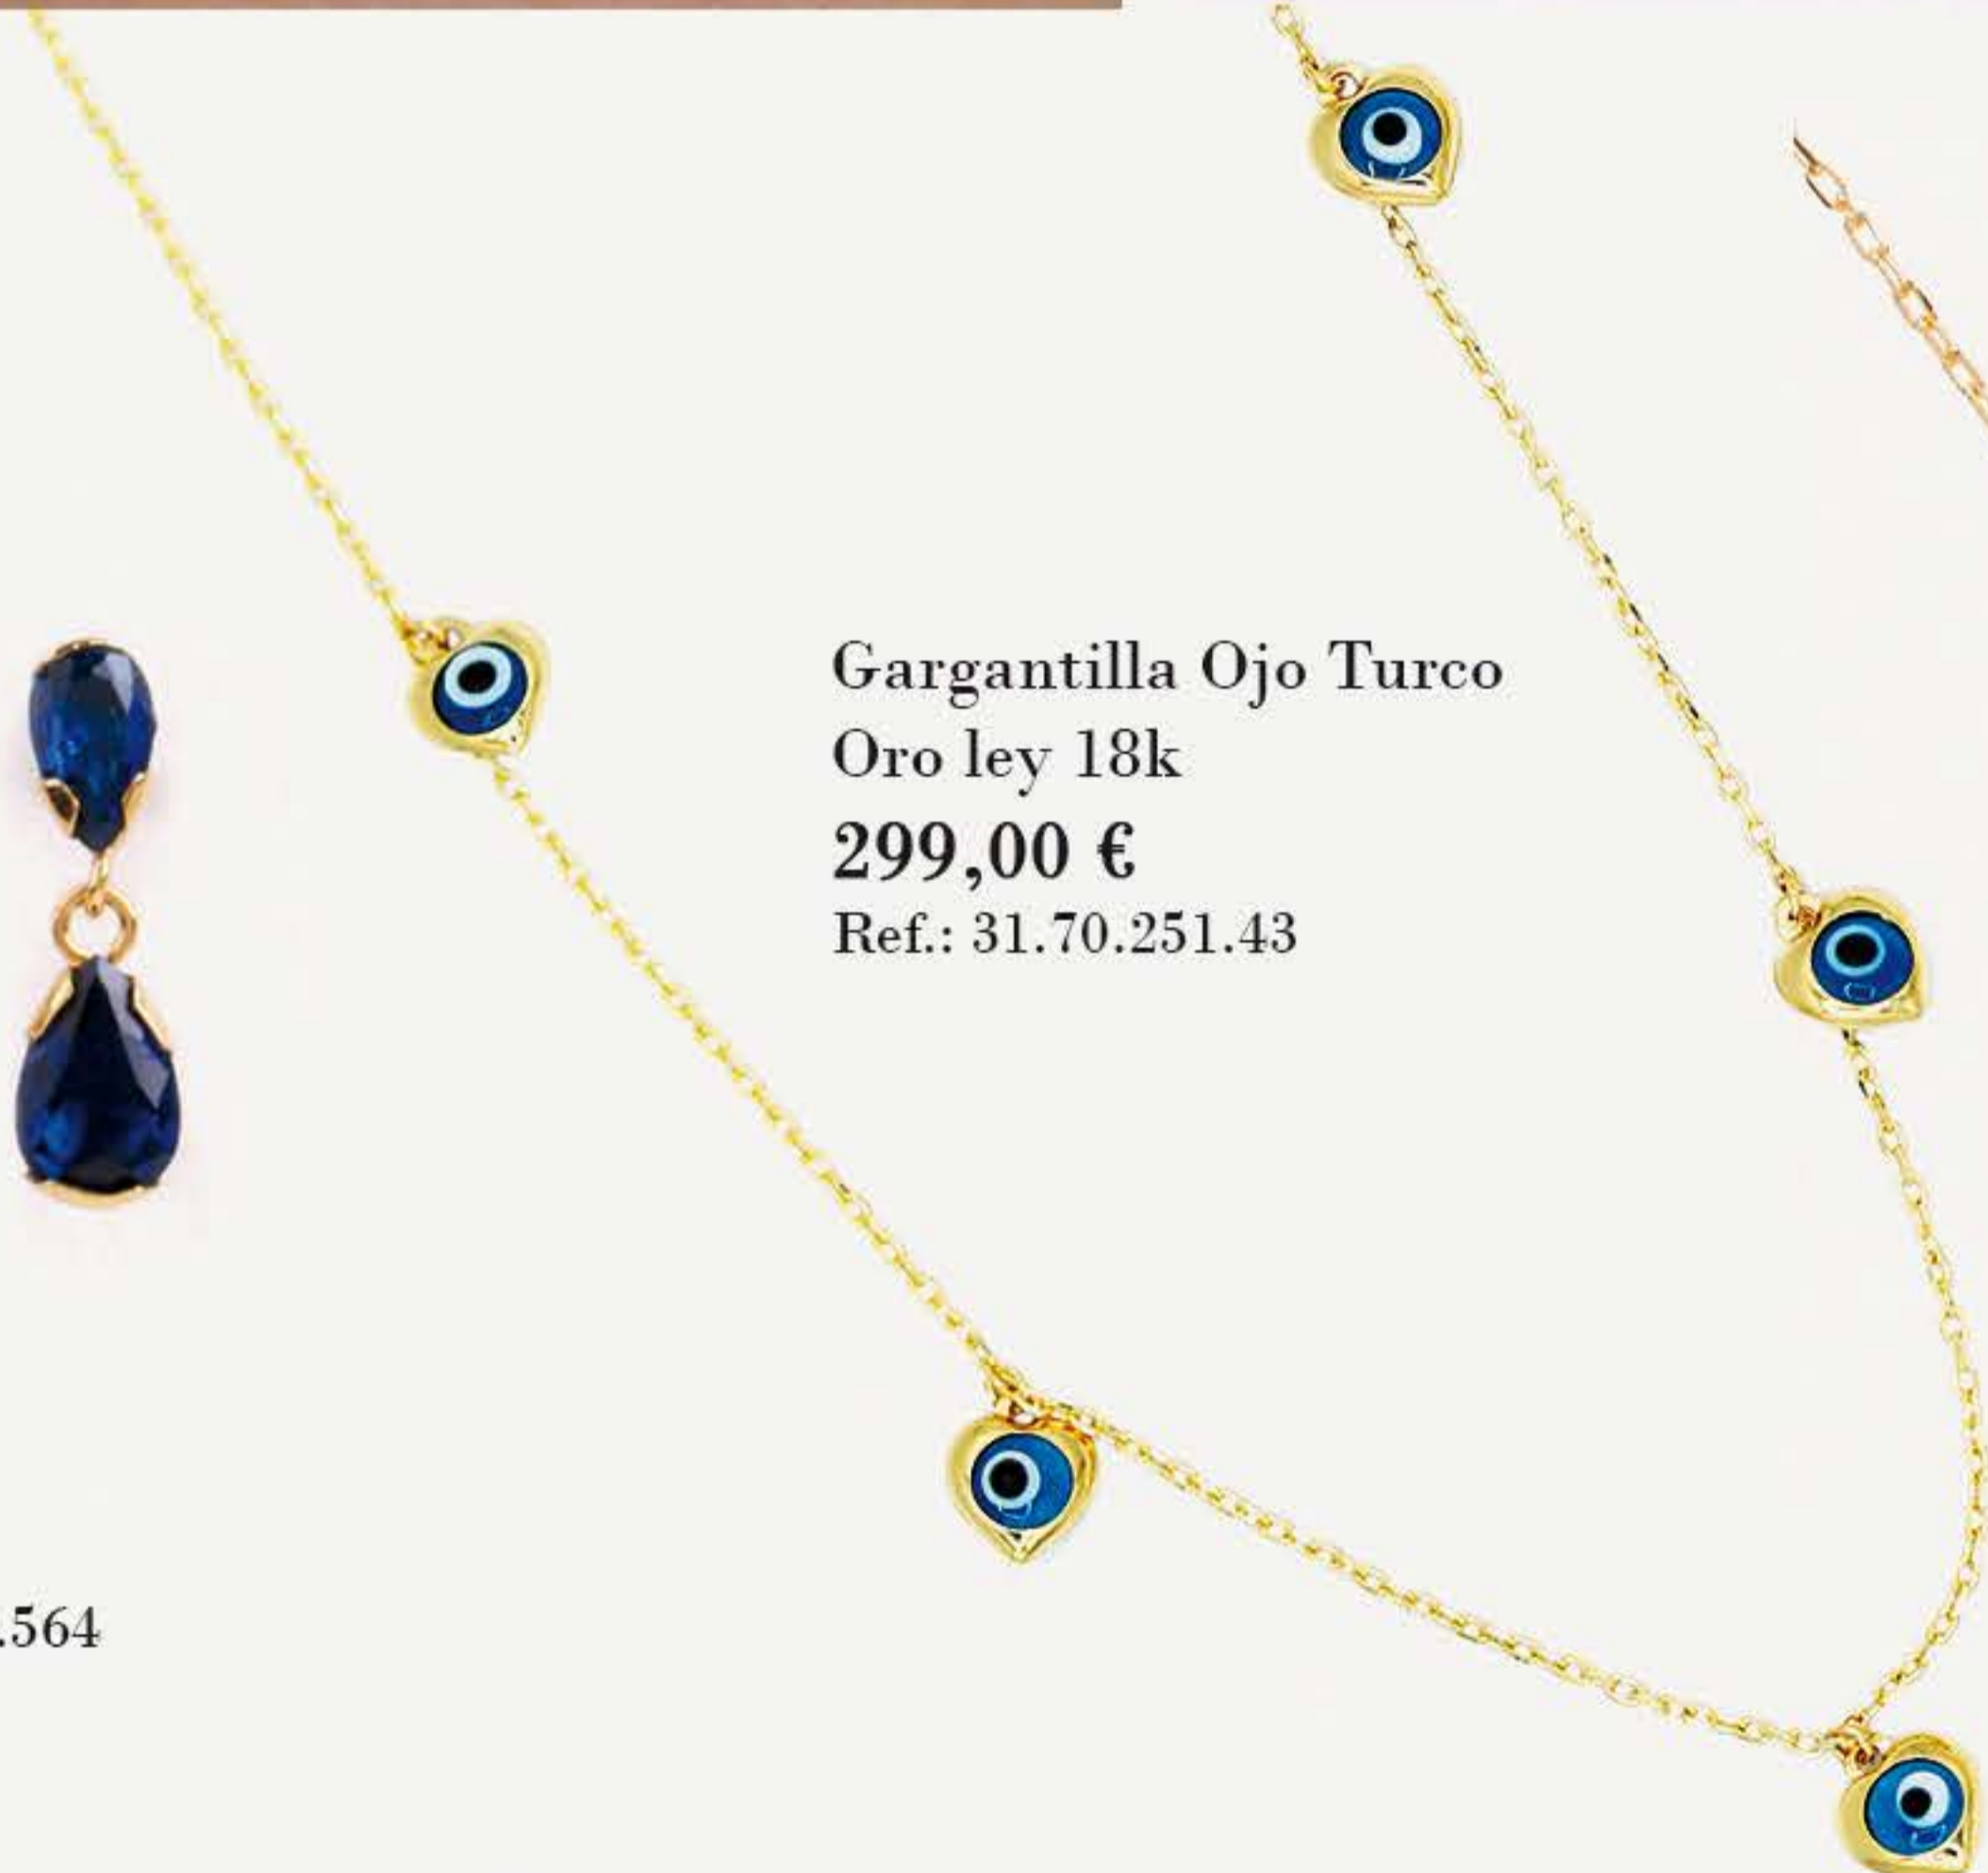 Gargantilla Ojo Turco
Oro ley 18k
299,00 €
Ref.: 31.70.251.43
.564